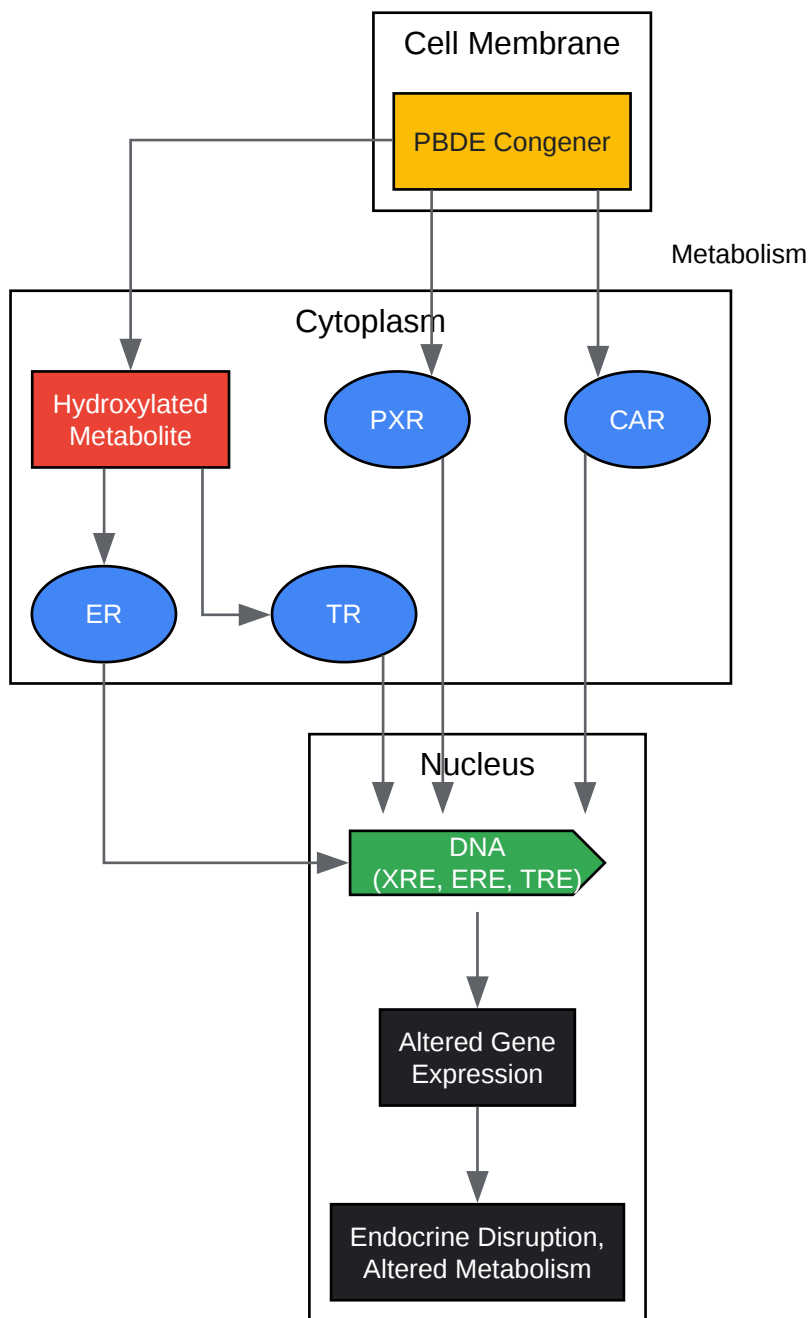 Cell Membrane
PBDE Congener
Metabolism
Cytoplasm
Hydroxylated
Metabolite
PXR
CAR
ER
TR
Nucleus
DNA
(XRE, ERE, TRE)
Altered Gene
Expression
Endocrine Disruption,
Altered Metabolism